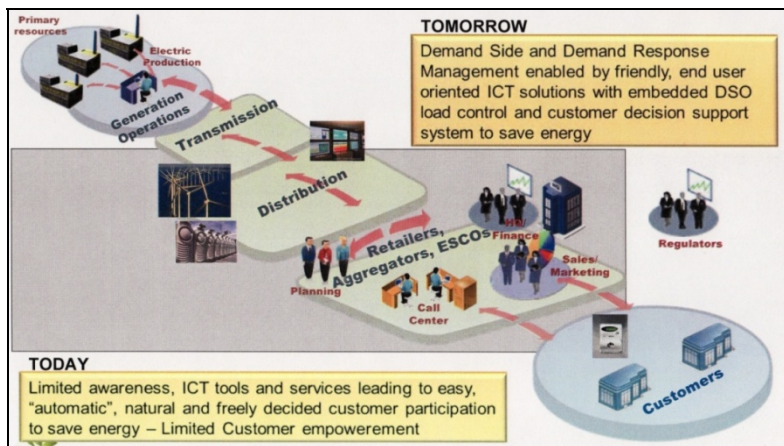 Primary
resources
Electric
Production
Generation
Operations
Transmission
Distribution
Retailers,
Aggregators, ESCOs
Planning
Call
Center
HQ/
Finance
Sales/
Marketing
Regulators
Customers
TOMORROW
Demand Side and Demand Response
Management enabled by friendly, end user
oriented ICT solutions with embedded DSO
load control and customer decision support
system to save energy
TODAY
Limited awareness, ICT tools and services leading to easy,
“automatic”, natural and freely decided customer participation
to save energy – Limited Customer empowerement